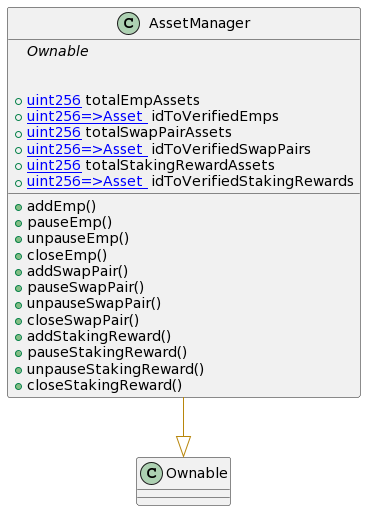 C AssetManager
Ownable
uint256 totalEmpAssets
uint256=>Asset idToVerifiedEmps
uint256 totalSwapPairAssets
uint256=>Asset idToVerifiedSwapPairs
uint256 totalStakingRewardAssets
uint256=>Asset idToVerifiedStakingRewards
addEmp()
pauseEmp()
unpauseEmp()
closeEmp()
addSwapPair()
pauseSwapPair()
unpauseSwapPair()
closeSwapPair()
addStakingReward()
pauseStakingReward()
unpauseStakingReward()
closeStakingReward()
C Ownable